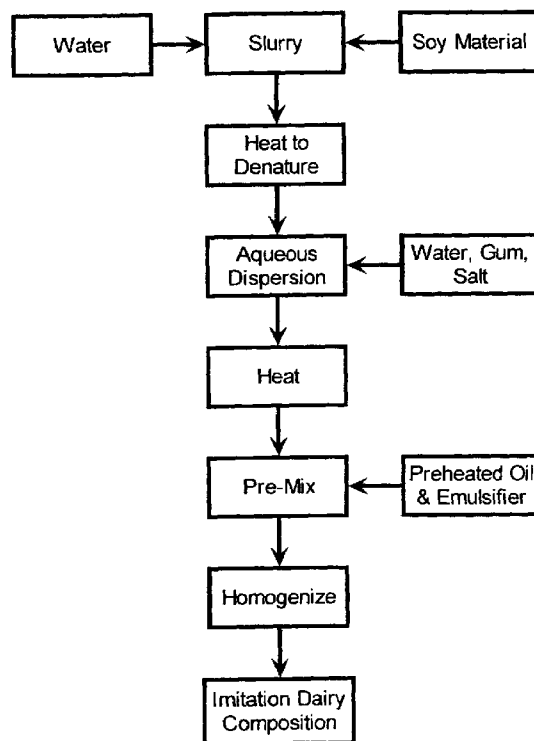 Water
Slurry
Soy Material
Heat to
Denature
Aqueous
Dispersion
Water, Gum,
Salt
Heat
Pre-Mix
Preheated Oil
& Emulsifier
Homogenize
Imitation Dairy
Composition